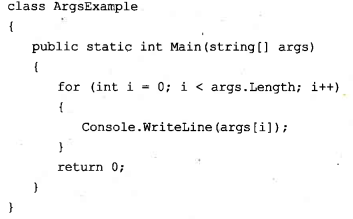 class ArgsExample
{
public static int Main(string[] args)
{
for (int i = 0; i < args.Length; i++)
{
Console.WriteLine(args[i]);
}
return 0;
}
}